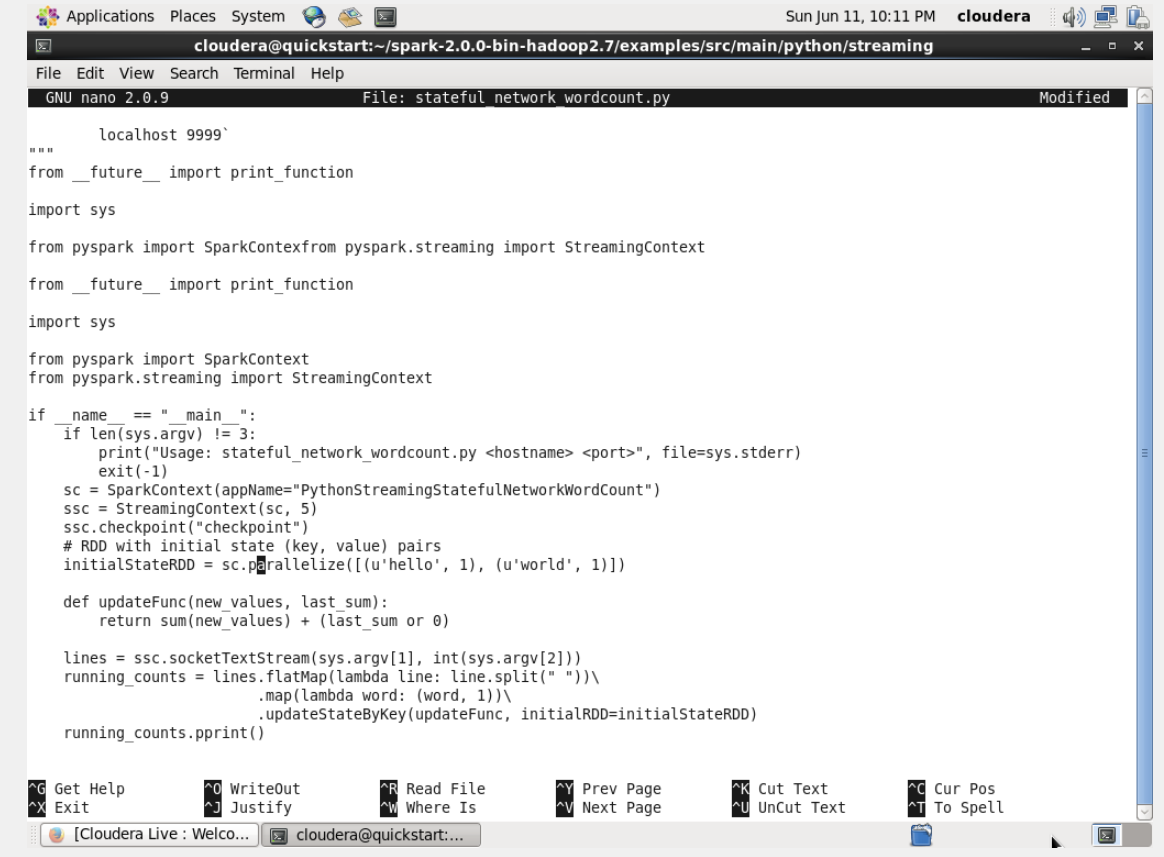 Applications Places System Sun Jun 11, 10:11 PM cloudera
cloudera@quickstart:~/spark-2.0.0-bin-hadoop2.7/examples/src/main/python/streaming
File Edit View Search Terminal Help
GNU nano 2.0.9 File: stateful_network_wordcount.py Modified
localhost 9999`
"""
from __future__ import print_function
import sys
from pyspark import SparkContexfrom pyspark.streaming import StreamingContext
from __future__ import print_function
import sys
from pyspark import SparkContext
from pyspark.streaming import StreamingContext
if __name__ == "__main__":
    if len(sys.argv) != 3:
        print("Usage: stateful_network_wordcount.py <hostname> <port>", file=sys.stderr)
        exit(-1)
    sc = SparkContext(appName="PythonStreamingStatefulNetworkWordCount")
    ssc = StreamingContext(sc, 5)
    ssc.checkpoint("checkpoint")
    # RDD with initial state (key, value) pairs
    initialStateRDD = sc.parallelize([(u'hello', 1), (u'world', 1)])
    def updateFunc(new_values, last_sum):
        return sum(new_values) + (last_sum or 0)
    lines = ssc.socketTextStream(sys.argv[1], int(sys.argv[2]))
    running_counts = lines.flatMap(lambda line: line.split(" "))\
                          .map(lambda word: (word, 1))\
                          .updateStateByKey(updateFunc, initialRDD=initialStateRDD)
    running_counts.pprint()
^G Get Help ^O WriteOut ^R Read File ^Y Prev Page ^K Cut Text ^C Cur Pos
^X Exit ^J Justify ^W Where Is ^V Next Page ^U UnCut Text ^T To Spell
[Cloudera Live : Welco... cloudera@quickstart:...